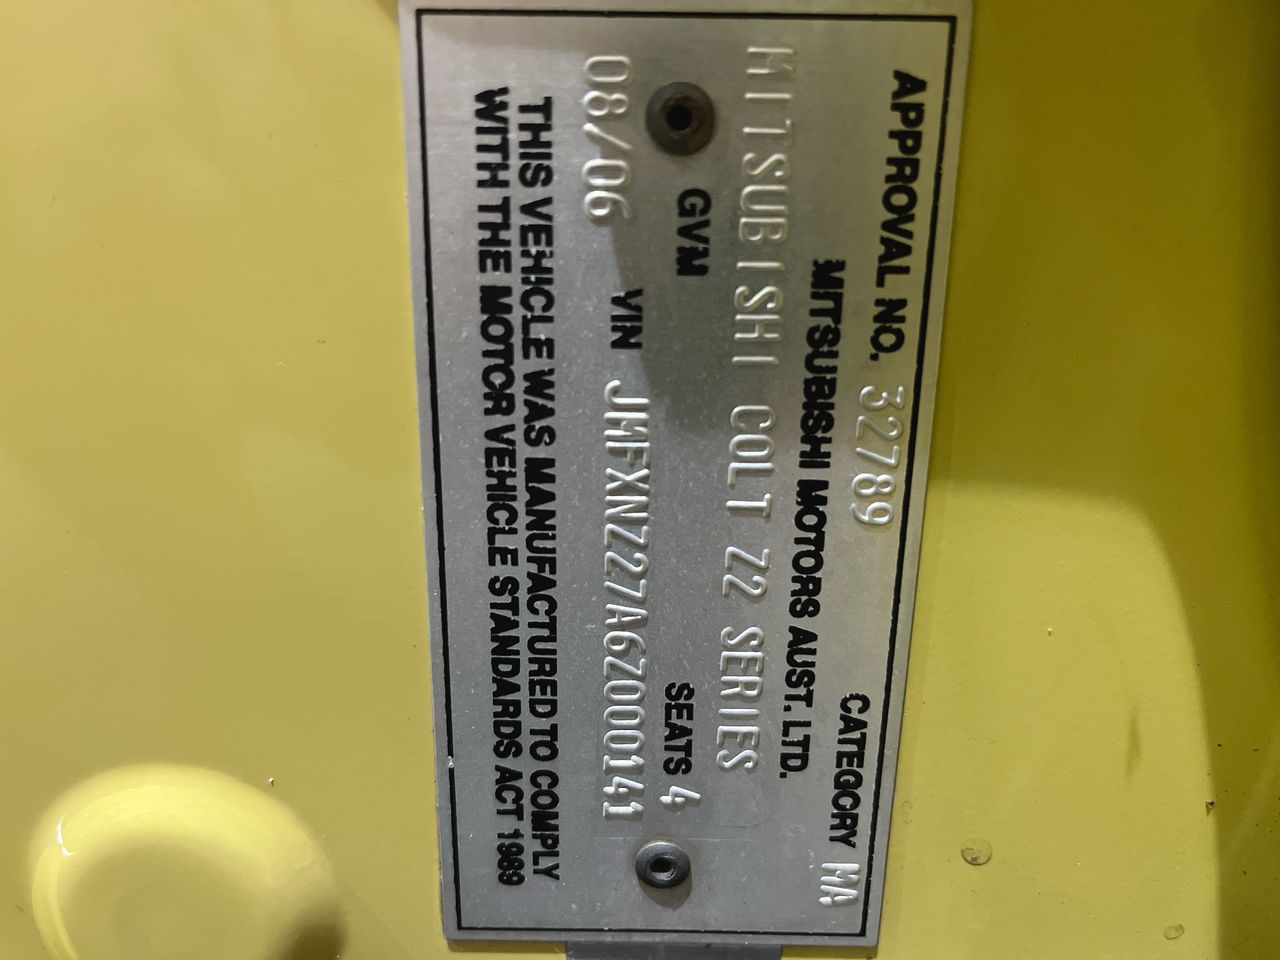 APPROVAL NO. 32789 CATEGORY MA
MITSUBISHI MOTORS AUST. LTD.
MITSUBISHI COLT Z2 SERIES
GVM SEATS 4
08/06 VIN JMFXNZ27A6Z000141
THIS VEHICLE WAS MANUFACTURED TO COMPLY
WITH THE MOTOR VEHICLE STANDARDS ACT 1989